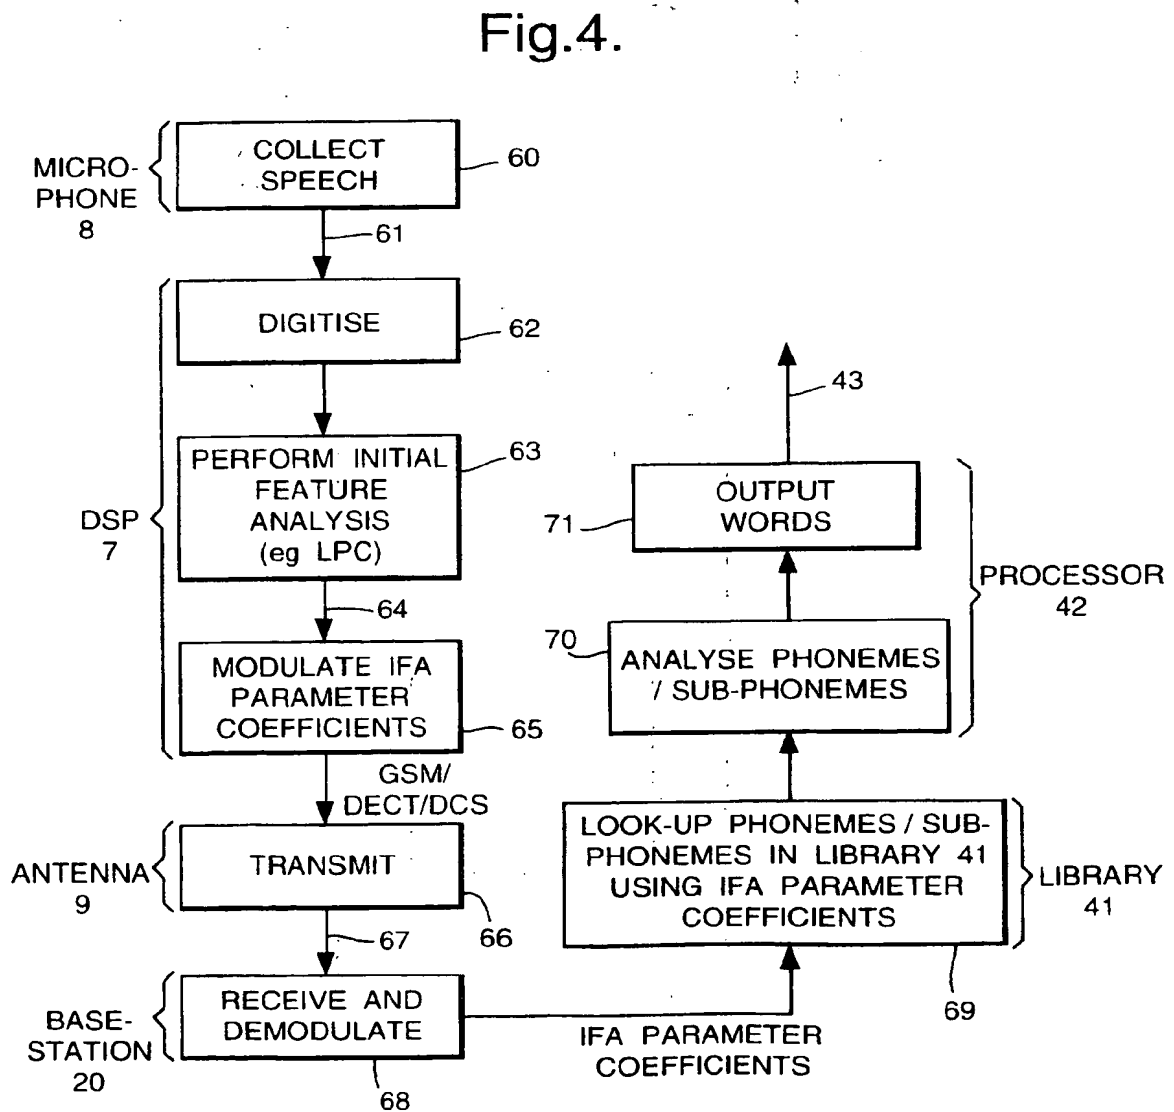 Fig.4.
MICRO-
PHONE
8
COLLECT
SPEECH
60
61
DSP
7
DIGITISE
62
PERFORM INITIAL
FEATURE
ANALYSIS
(eg LPC)
63
64
MODULATE IFA
PARAMETER
COEFFICIENTS
65
GSM/
DECT/DCS
ANTENNA
9
TRANSMIT
66
67
BASE-
STATION
20
RECEIVE AND
DEMODULATE
68
IFA PARAMETER
COEFFICIENTS
LOOK-UP PHONEMES / SUB-
PHONEMES IN LIBRARY 41
USING IFA PARAMETER
COEFFICIENTS
69
LIBRARY
41
70
ANALYSE PHONEMES
/ SUB-PHONEMES
PROCESSOR
42
71
OUTPUT
WORDS
43